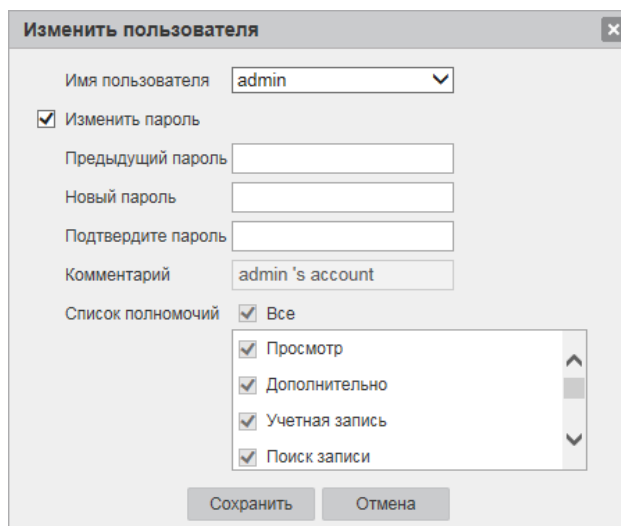 Изменить пользователя
Имя пользователя admin
Изменить пароль
Предыдущий пароль
Новый пароль
Подтвердите пароль
Комментарий admin 's account
Список полномочий Все
Просмотр
Дополнительно
Учетная запись
Поиск записи
Сохранить Отмена